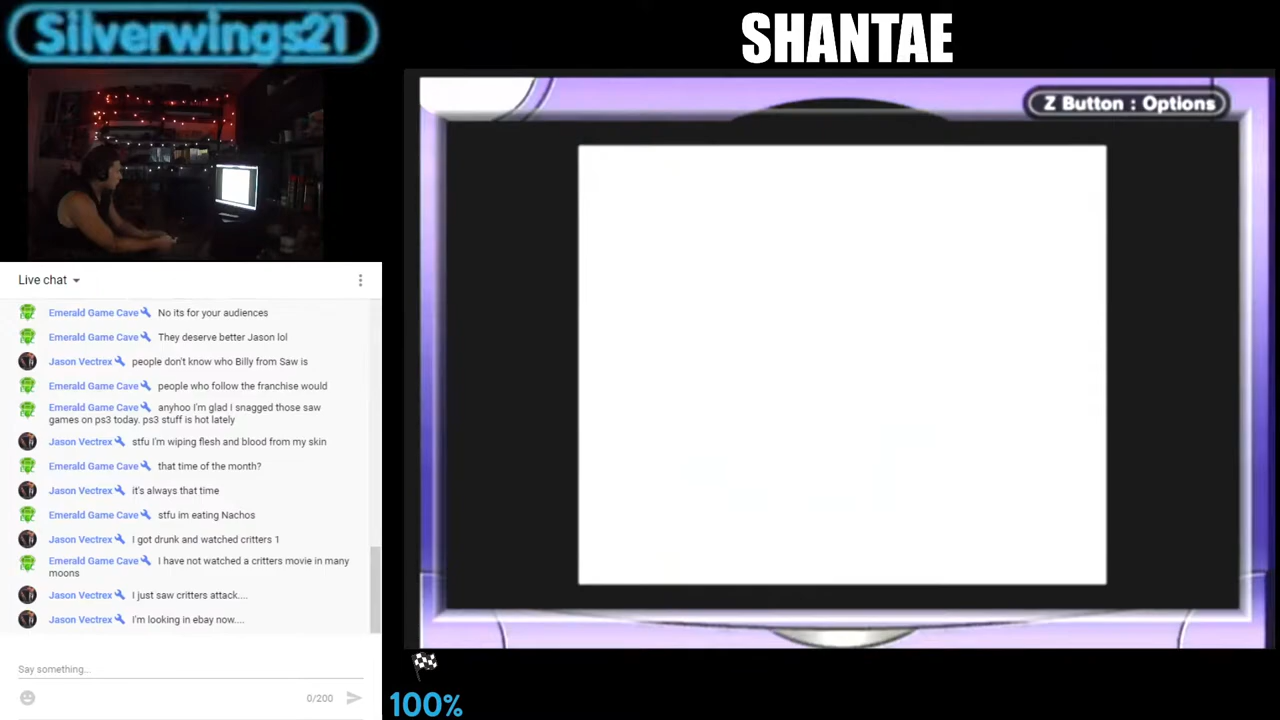 Silverwings21
SHANTAE
Z Button : Options
Live chat
Emerald Game Cave No its for your audiences
Emerald Game Cave They deserve better Jason lol
Jason Vectrex people don't know who Billy from Saw is
Emerald Game Cave people who follow the franchise would
Emerald Game Cave anyhoo I'm glad I snagged those saw
games on ps3 today. ps3 stuff is hot lately
Jason Vectrex stfu I'm wiping flesh and blood from my skin
Emerald Game Cave that time of the month?
Jason Vectrex it's always that time
Emerald Game Cave stfu im eating Nachos
Jason Vectrex I got drunk and watched critters 1
Emerald Game Cave I have not watched a critters movie in many
moons
Jason Vectrex I just saw critters attack....
Jason Vectrex I'm looking in ebay now....
Say something...
0/200
100%